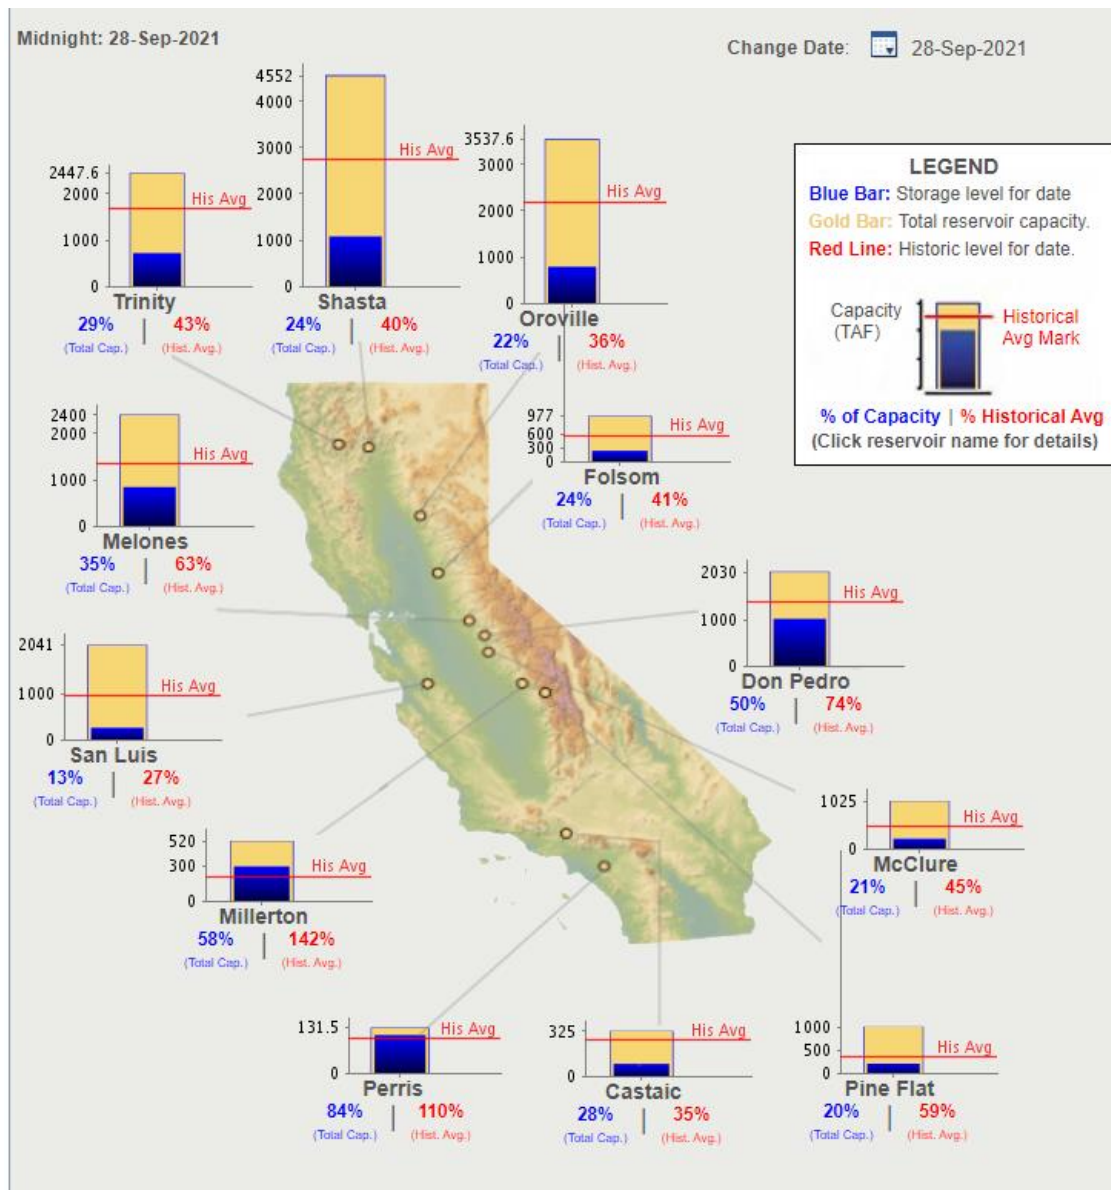 Midnight: 28-Sep-2021
Change Date: 28-Sep-2021
4552
4000
3000
2000
1000
0
His Avg
Shasta
24% | 40%
(Total Cap.) (Hist. Avg.)
2447.6
2000
1000
0
His Avg
Trinity
29% | 43%
(Total Cap.) (Hist. Avg.)
3537.6
3000
2000
1000
0
His Avg
Oroville
22% | 36%
(Total Cap.) (Hist. Avg.)
LEGEND
Blue Bar: Storage level for date
Gold Bar: Total reservoir capacity.
Red Line: Historic level for date.
Capacity
(TAF)
Historical
Avg Mark
% of Capacity | % Historical Avg
(Click reservoir name for details)
2400
2000
1000
0
His Avg
Melones
35% | 63%
(Total Cap.) (Hist. Avg.)
977
600
300
0
His Avg
Folsom
24% | 41%
(Total Cap.) (Hist. Avg.)
2030
1000
0
His Avg
Don Pedro
50% | 74%
(Total Cap.) (Hist. Avg.)
2041
1000
0
His Avg
San Luis
13% | 27%
(Total Cap.) (Hist. Avg.)
1025
0
His Avg
McClure
21% | 45%
(Total Cap.) (Hist. Avg.)
520
300
0
His Avg
Millerton
58% | 142%
(Total Cap.) (Hist. Avg.)
131.5
0
His Avg
Perris
84% | 110%
(Total Cap.) (Hist. Avg.)
325
0
His Avg
Castaic
28% | 35%
(Total Cap.) (Hist. Avg.)
1000
500
0
His Avg
Pine Flat
20% | 59%
(Total Cap.) (Hist. Avg.)